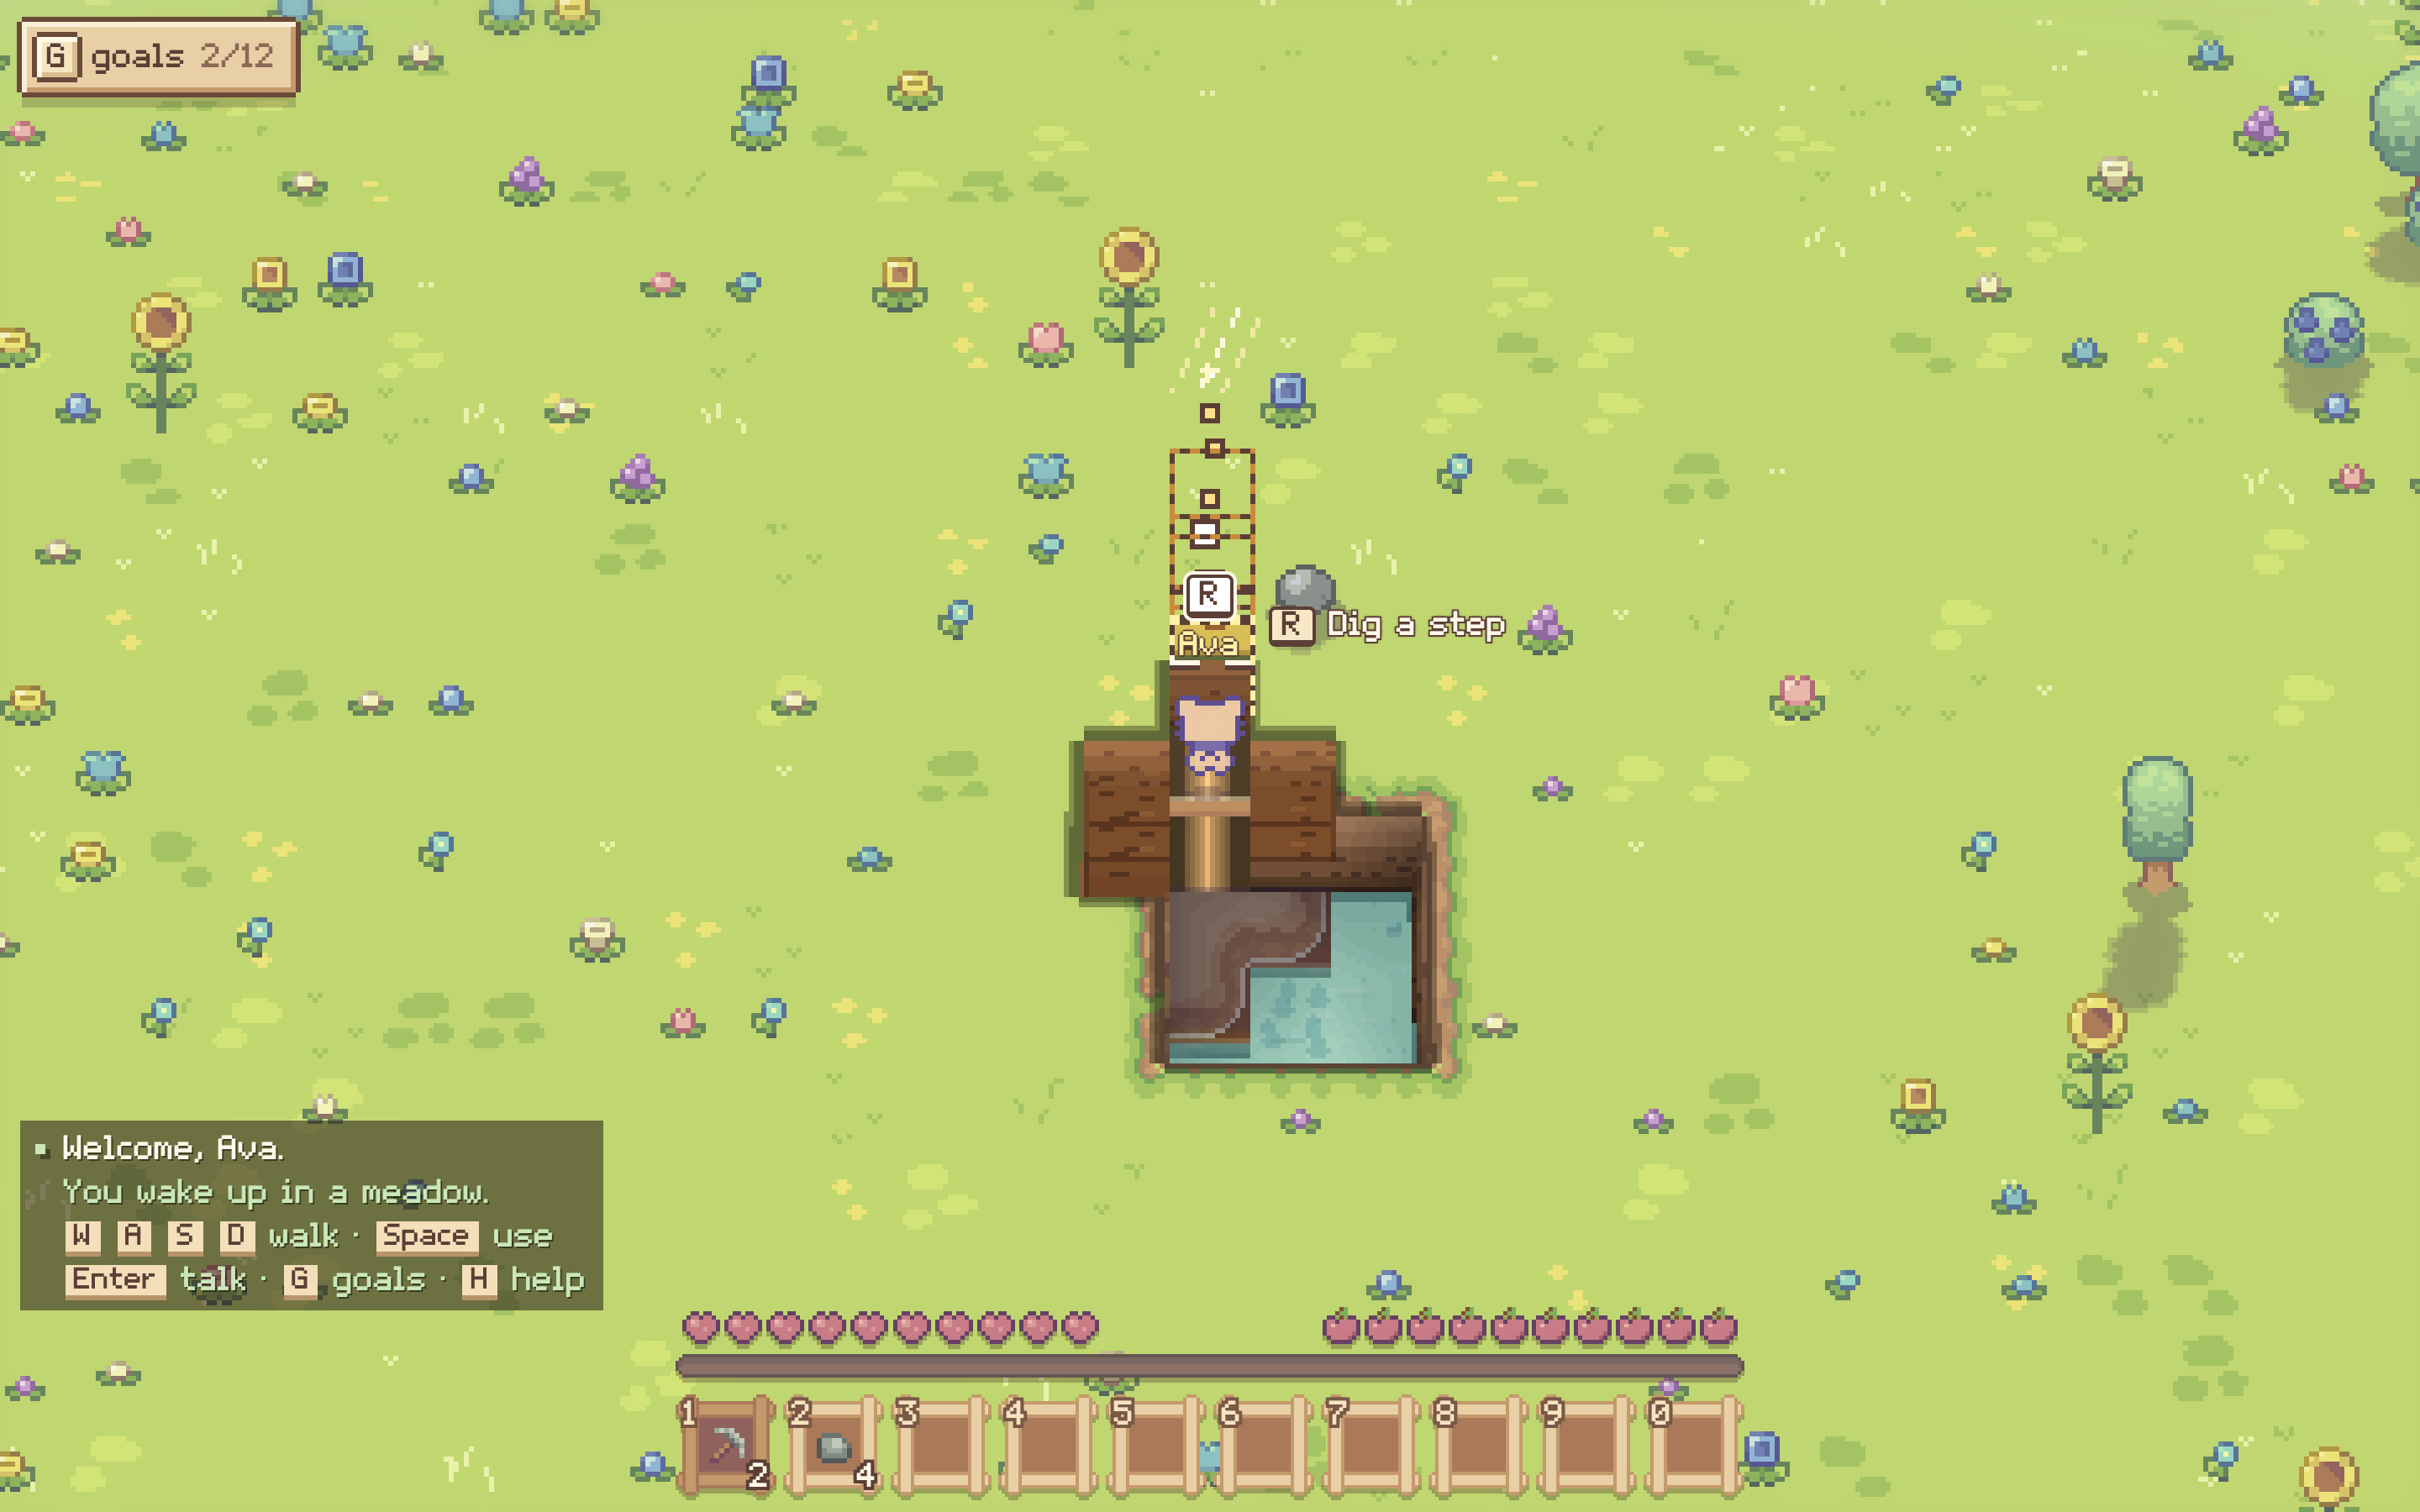 G goals 2/12
R
R Dig a step
Ava
Welcome, Ava.
You wake up in a meadow.
W A S D walk · Space use
Enter talk · G goals · H help
1 2 3 4 5 6 7 8 9 0
2 4